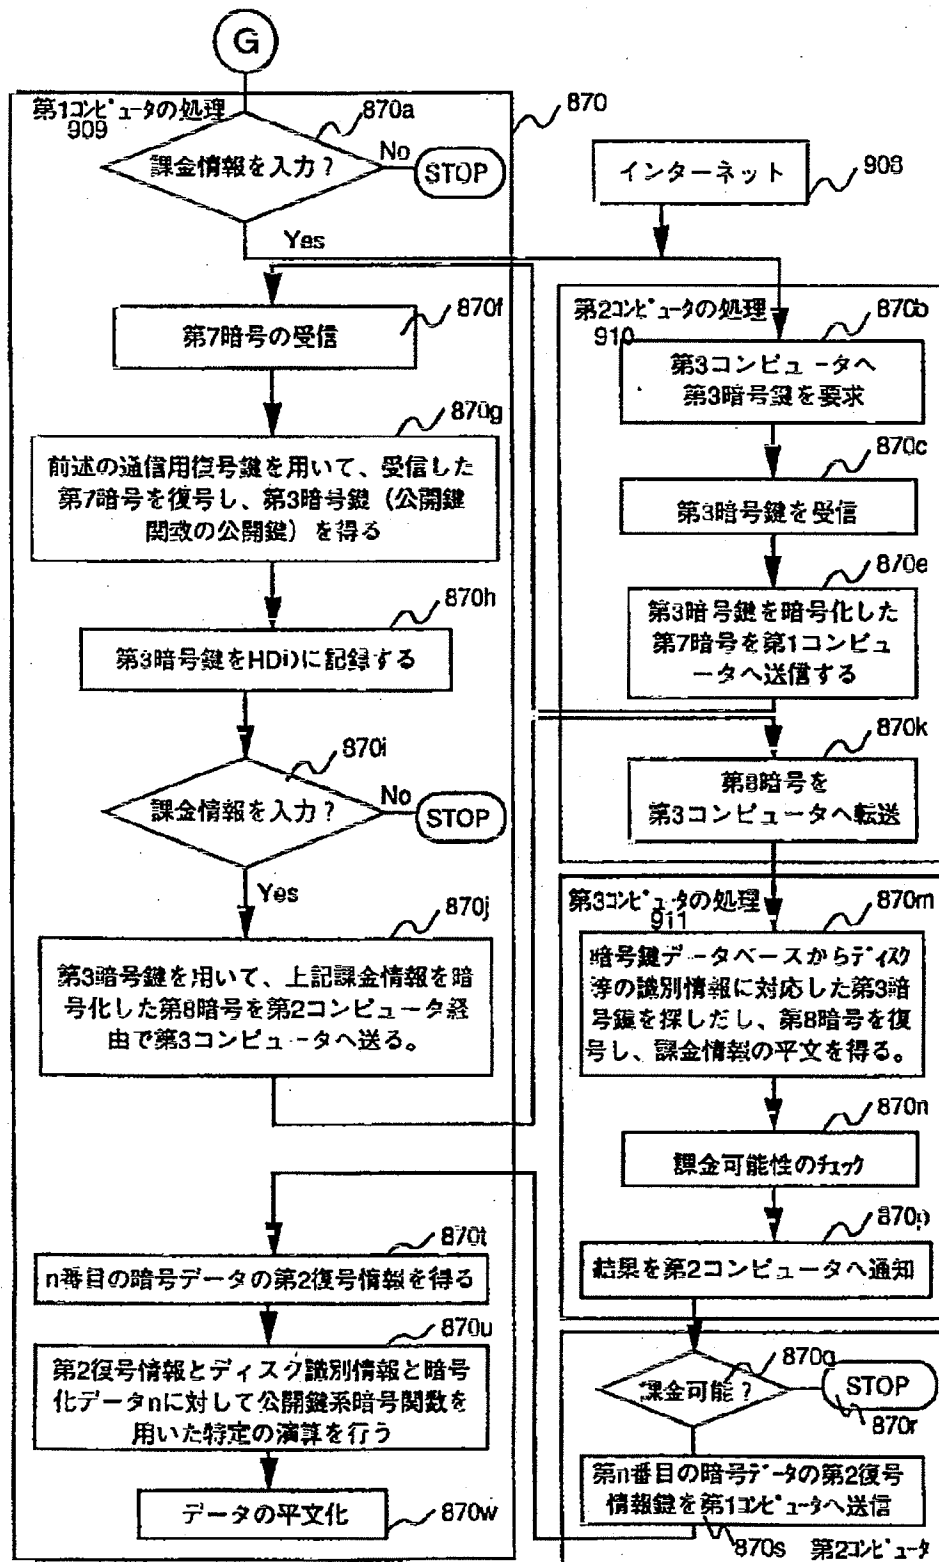 G
第1コンピュータの処理
909
870a
870
課金情報を入力?
No
STOP
Yes
インターネット
908
870f
第7暗号の受信
870g
前述の通信用復号鍵を用いて、受信した
第7暗号を復号し、第3暗号鍵(公開鍵
関数の公開鍵)を得る
870h
第3暗号鍵をHDDに記録する
870i
課金情報を入力?
No
STOP
Yes
870j
第3暗号鍵を用いて、上記課金情報を暗
号化した第8暗号を第2コンピュータ経
由で第3コンピュータへ送る。
第2コンピュータの処理
910
870b
第3コンピュータへ
第3暗号鍵を要求
870c
第3暗号鍵を受信
870e
第3暗号鍵を暗号化した
第7暗号を第1コンピュ
ータへ送信する
870k
第8暗号を
第3コンピュータへ転送
第3コンピュータの処理
911
870m
暗号鍵データベースからディスク
等の識別情報に対応した第3暗
号鍵を探しだし、第8暗号を復
号し、課金情報の平文を得る。
870n
課金可能性のチェック
870p
結果を第2コンピュータへ通知
870q
課金可能?
STOP
870r
第n番目の暗号データの第2復号
情報鍵を第1コンピュータへ送信
870s
第2コンピュータ
870t
n番目の暗号データの第2復号情報を得る
870u
第2復号情報とディスク識別情報と暗号
化データnに対して公開鍵系暗号関数を
用いた特定の演算を行う
データの平文化
870w